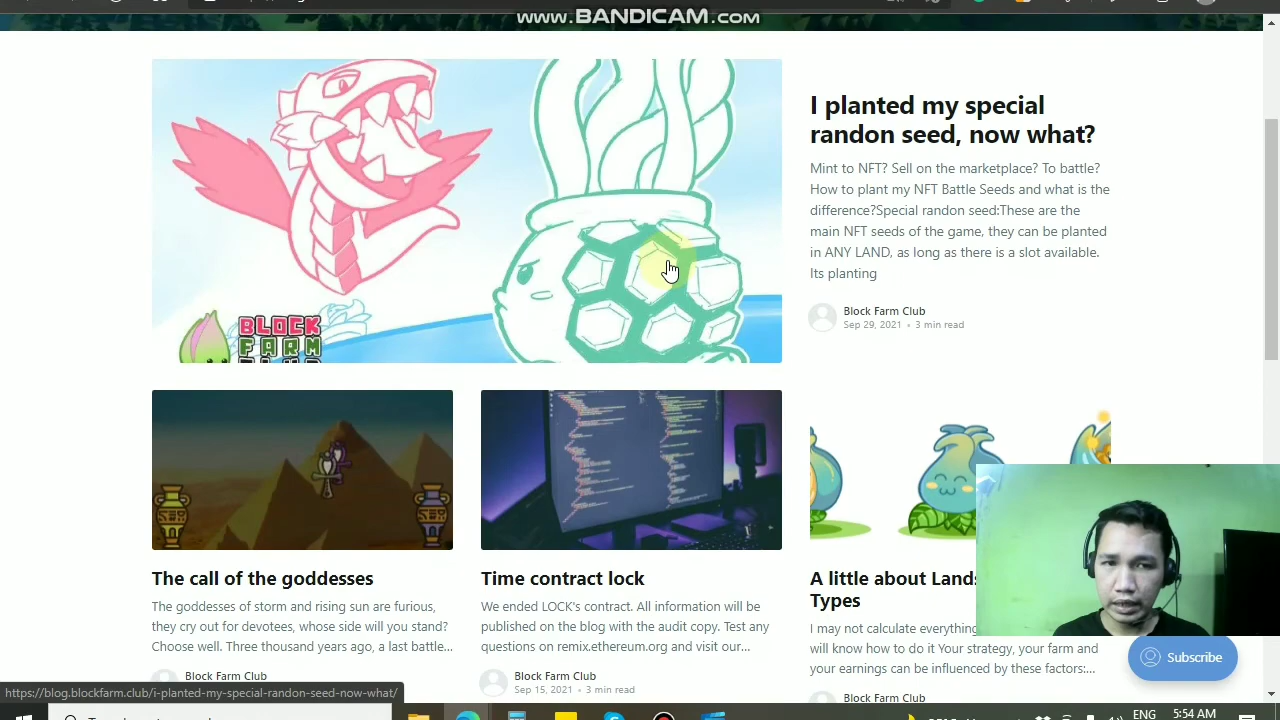 WWW.BANDICAM.COM
I planted my special
randon seed, now what?
Mint to NFT? Sell on the marketplace? To battle?
How to plant my NFT Battle Seeds and what is the
difference?Special randon seed:These are the
main NFT seeds of the game, they can be planted
in ANY LAND, as long as there is a slot available.
Its planting
Block Farm Club
Sep 29, 2021 • 3 min read
BLOCK
FARM
The call of the goddesses
The goddesses of storm and rising sun are furious,
they cry out for devotees, whose side will you stand?
Choose well. Three thousand years ago, a last battle...
Block Farm Club
Time contract lock
We ended LOCK's contract. All information will be
published on the blog with the audit copy. Test any
questions on remix.ethereum.org and visit our...
Block Farm Club
Sep 15, 2021 • 3 min read
A little about Lands
Types
I may not calculate everything
will know how to do it Your strategy, your farm and
your earnings can be influenced by these factors:...
Block Farm Club
Subscribe
https://blog.blockfarm.club/i-planted-my-special-randon-seed-now-what/
ENG
5:54 AM